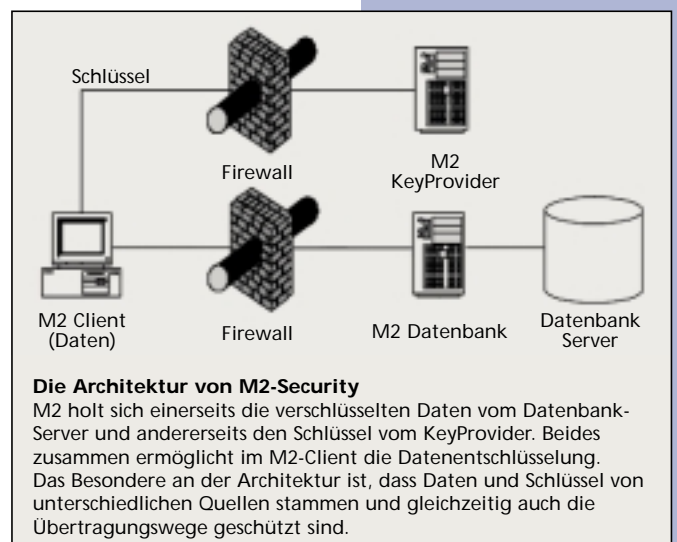 Schlüssel
Firewall
M2
KeyProvider
M2 Client
(Daten)
Firewall
M2 Datenbank
Datenbank
Server
Die Architektur von M2-Security
M2 holt sich einerseits die verschlüsselten Daten vom Datenbank-
Server und andererseits den Schlüssel vom KeyProvider. Beides
zusammen ermöglicht im M2-Client die Datenentschlüsselung.
Das Besondere an der Architektur ist, dass Daten und Schlüssel von
unterschiedlichen Quellen stammen und gleichzeitig auch die
Übertragungswege geschützt sind.